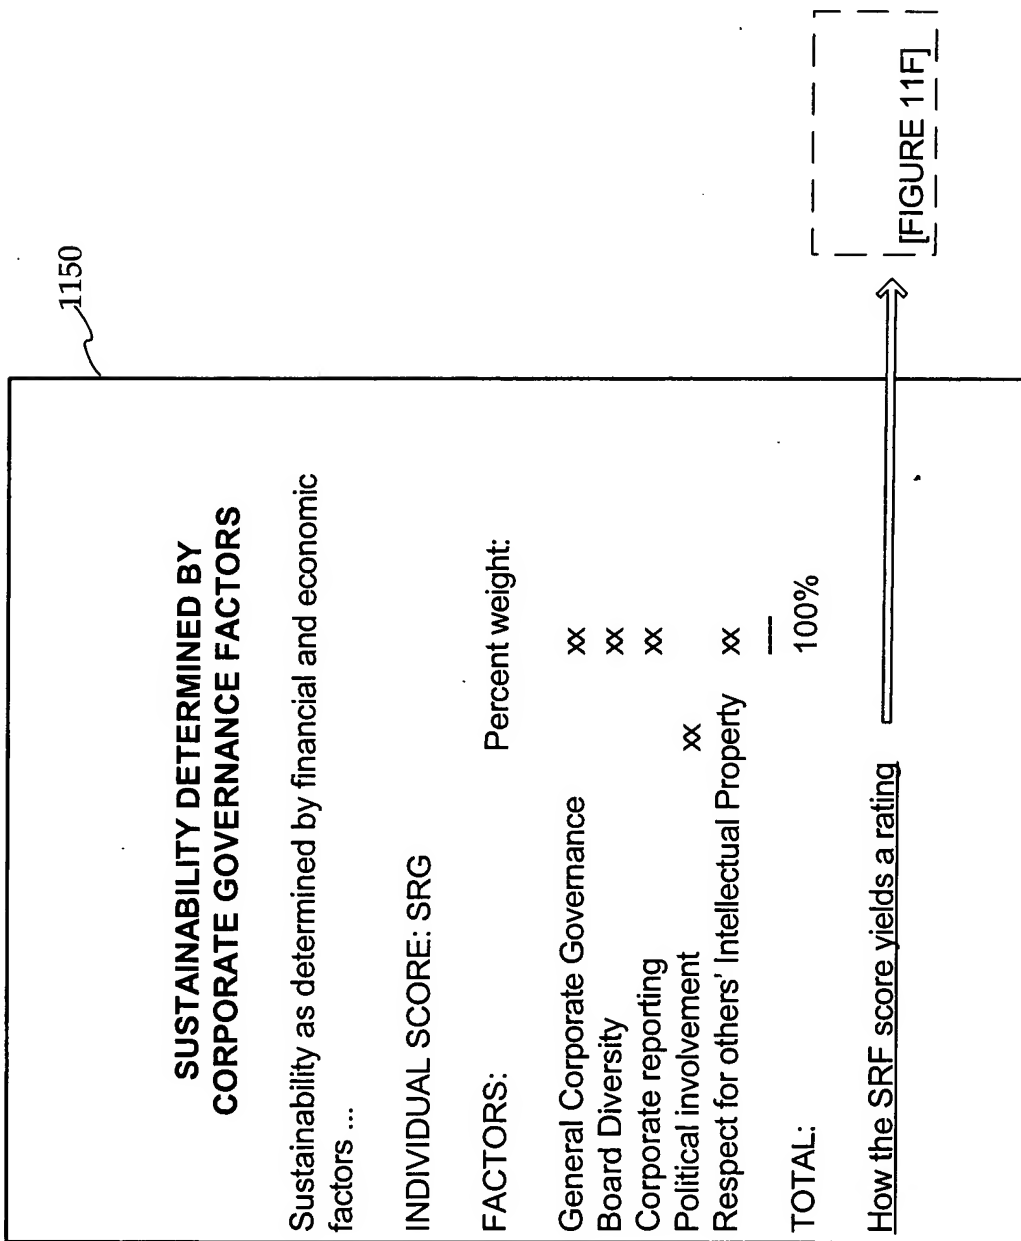 1150
SUSTAINABILITY DETERMINED BY
CORPORATE GOVERNANCE FACTORS
Sustainability as determined by financial and economic
factors ...
INDIVIDUAL SCORE: SRG
FACTORS: Percent weight:
General Corporate Governance xx
Board Diversity xx
Corporate reporting xx
Political involvement xx
Respect for others' Intellectual Property xx
TOTAL: 100%
How the SRF score yields a rating
[FIGURE 11F]